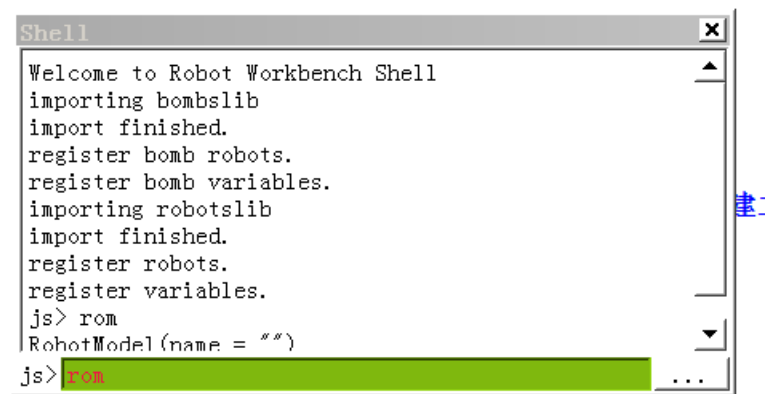 Shell
Welcome to Robot Workbench Shell
importing bombslib
import finished.
register bomb robots.
register bomb variables.
importing robotslib
import finished.
register robots.
register variables.
js> rom
RobotModel(name = "")
js> rom
...
建